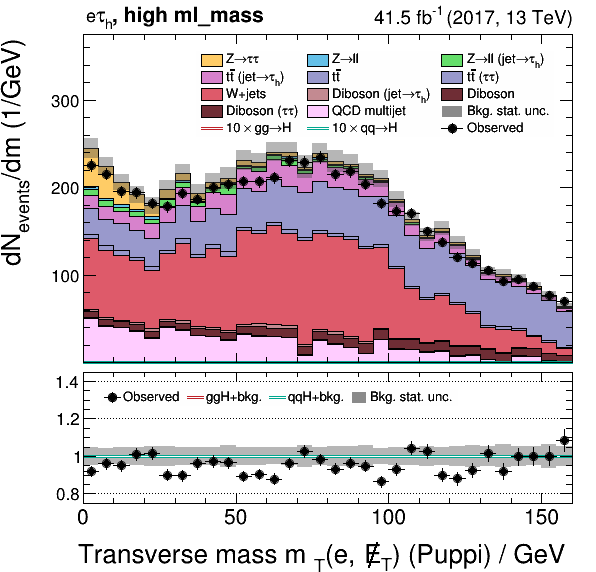 eτh, high ml_mass 41.5 fb-1 (2017, 13 TeV)
dNevents/dm (1/GeV)
300
200
100
Z→ττ Z→ll Z→ll (jet→τh)
tt̄ (jet→τh) tt̄ tt̄ (ττ)
W+jets Diboson (jet→τh) Diboson
Diboson (ττ) QCD multijet Bkg. stat. unc.
10 × gg→H 10 × qq→H Observed
1.4
1.2
1
0.8
Observed ggH+bkg. qqH+bkg. Bkg. stat. unc.
0 50 100 150
Transverse mass m T(e, E̸T) (Puppi) / GeV